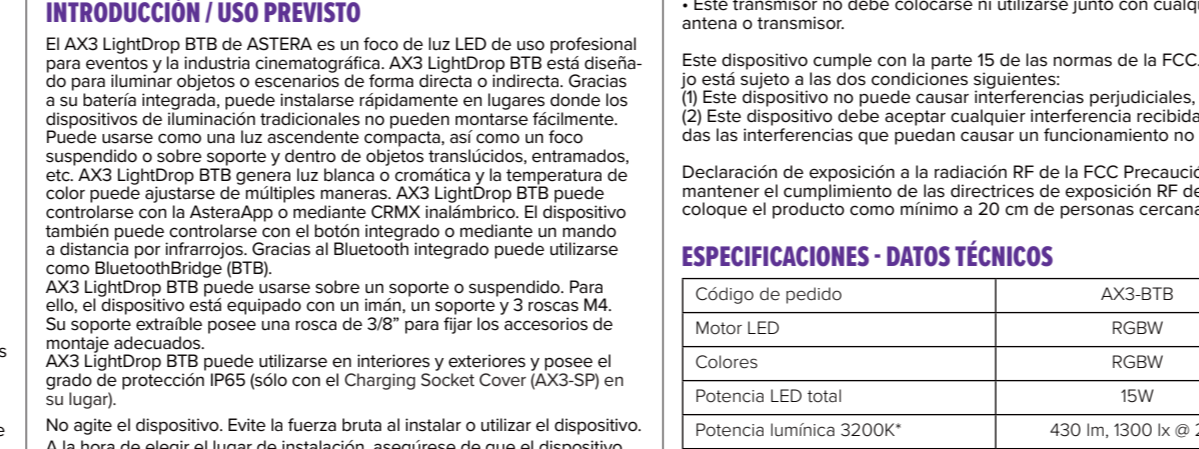 INTRODUCCIÓN / USO PREVISTO
El AX3 LightDrop BTB de ASTERA es un foco de luz LED de uso profesional
para eventos y la industria cinematográfica. AX3 LightDrop BTB está diseña-
do para iluminar objetos o escenarios de forma directa o indirecta. Gracias
a su batería integrada, puede instalarse rápidamente en lugares donde los
dispositivos de iluminación tradicionales no pueden montarse fácilmente.
Puede usarse como una luz ascendente compacta, así como un foco
suspendido o sobre soporte y dentro de objetos translúcidos, entramados,
etc. AX3 LightDrop BTB genera luz blanca o cromática y la temperatura de
color puede ajustarse de múltiples maneras. AX3 LightDrop BTB puede
controlarse con la AsteraApp o mediante CRMX inalámbrico. El dispositivo
también puede controlarse con el botón integrado o mediante un mando
a distancia por infrarrojos. Gracias al Bluetooth integrado puede utilizarse
como BluetoothBridge (BTB).
AX3 LightDrop BTB puede usarse sobre un soporte o suspendido. Para
ello, el dispositivo está equipado con un imán, un soporte y 3 roscas M4.
Su soporte extraíble posee una rosca de 3/8” para fijar los accesorios de
montaje adecuados.
AX3 LightDrop BTB puede utilizarse en interiores y exteriores y posee el
grado de protección IP65 (sólo con el Charging Socket Cover (AX3-SP) en
su lugar).
No agite el dispositivo. Evite la fuerza bruta al instalar o utilizar el dispositivo.
A la hora de elegir el lugar de instalación, asegúrese de que el dispositivo
• Este transmisor no debe colocarse ni utilizarse junto con
antena o transmisor.
Este dispositivo cumple con la parte 15 de las normas de la FCC.
jo está sujeto a las dos condiciones siguientes:
(1) Este dispositivo no puede causar interferencias perjudiciales,
(2) Este dispositivo debe aceptar cualquier interferencia recibida
das las interferencias que puedan causar un funcionamiento no
Declaración de exposición a la radiación RF de la FCC
mantener el cumplimiento de las directrices de exposición RF de
coloque el producto como mínimo a 20 cm de personas
ESPECIFICACIONES - DATOS TÉCNICOS
Código de pedido AX3-BTB
Motor LED RGBW
Colores RGBW
Potencia LED total 15W
Potencia lumínica 3200K* 430 lm, 1300 lx @